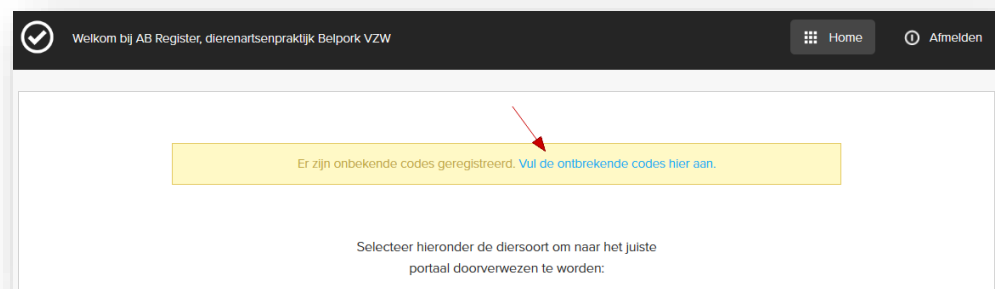 Welkom bij AB Register, dierenartsenpraktijk Belpork VZW
Home
Afmelden
Er zijn onbekende codes geregistreerd. Vul de ontbrekende codes hier aan.
Selecteer hieronder de diersoort om naar het juiste
portaal doorverwezen te worden: